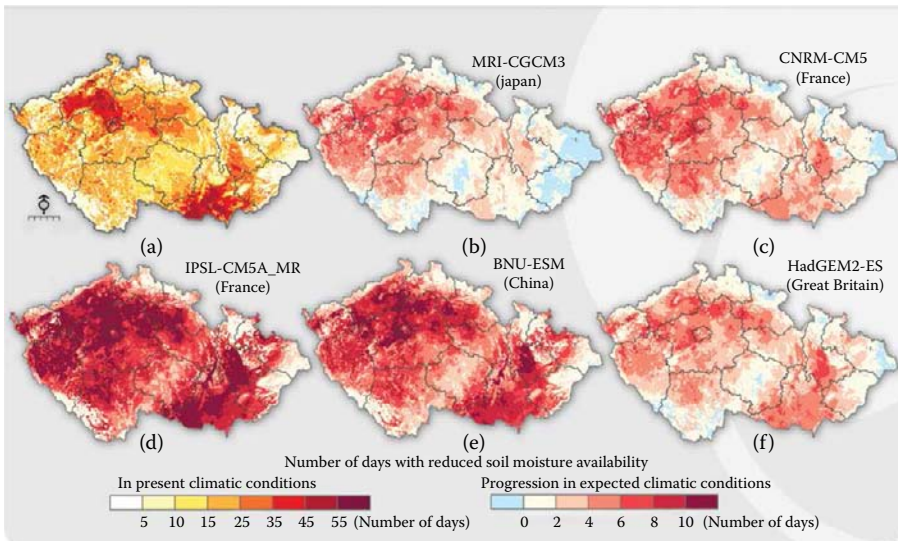 MRI-CGCM3
(japan)
CNRM-CM5
(France)
(a)
(b)
(c)
IPSL-CM5A_MR
(France)
BNU-ESM
(China)
HadGEM2-ES
(Great Britain)
(d)
(e)
(f)
Number of days with reduced soil moisture availability
In present climatic conditions
5 10 15 25 35 45 55 (Number of days)
Progression in expected climatic conditions
0 2 4 6 8 10 (Number of days)